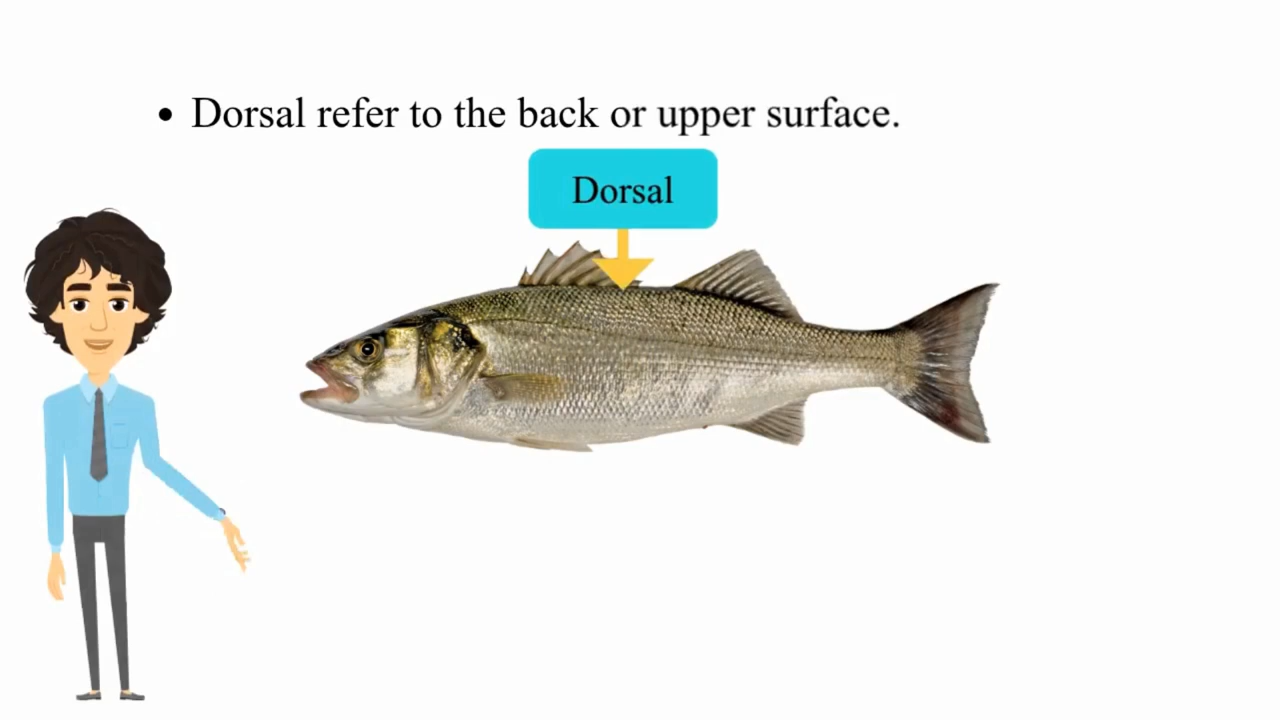 • Dorsal refer to the back or upper surface.
Dorsal